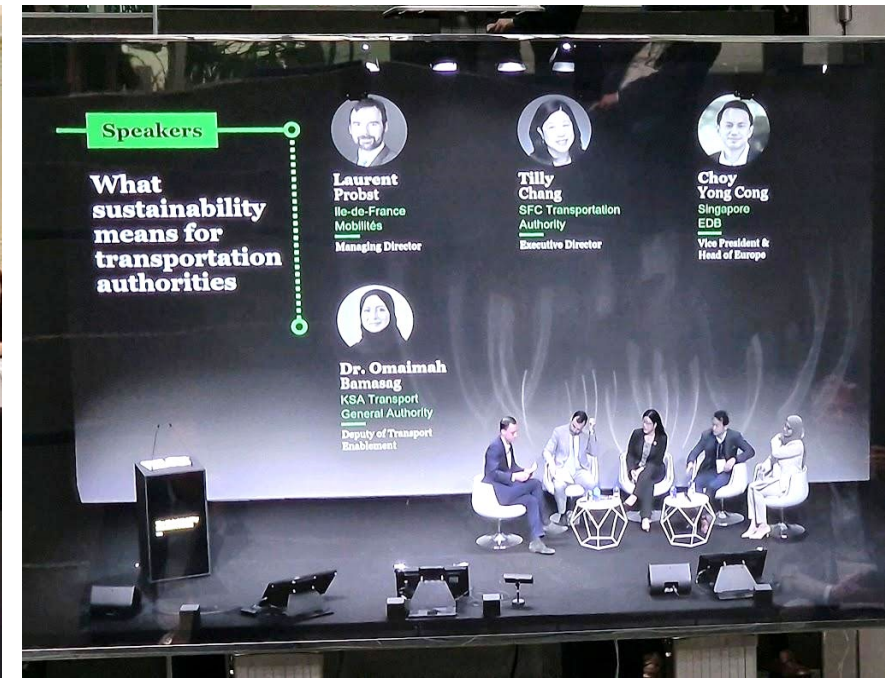 Speakers
What
sustainability
means for
transportation
authorities
Laurent
Probst
Ile-de-France
Mobilités
Managing Director
Tilly
Chang
SFC Transportation
Authority
Executive Director
Choy
Yong Cong
Singapore
EDB
Vice President &
Head of Europe
Dr. Omaimah
Bamasag
KSA Transport
General Authority
Deputy of Transport
Enablement